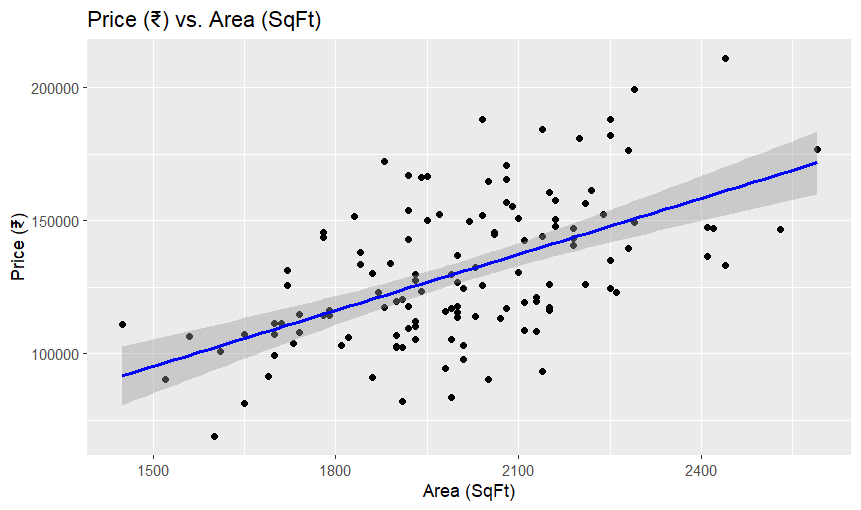 Price (₹) vs. Area (SqFt)
200000
150000
100000
Price (₹)
1500 1800 2100 2400
Area (SqFt)